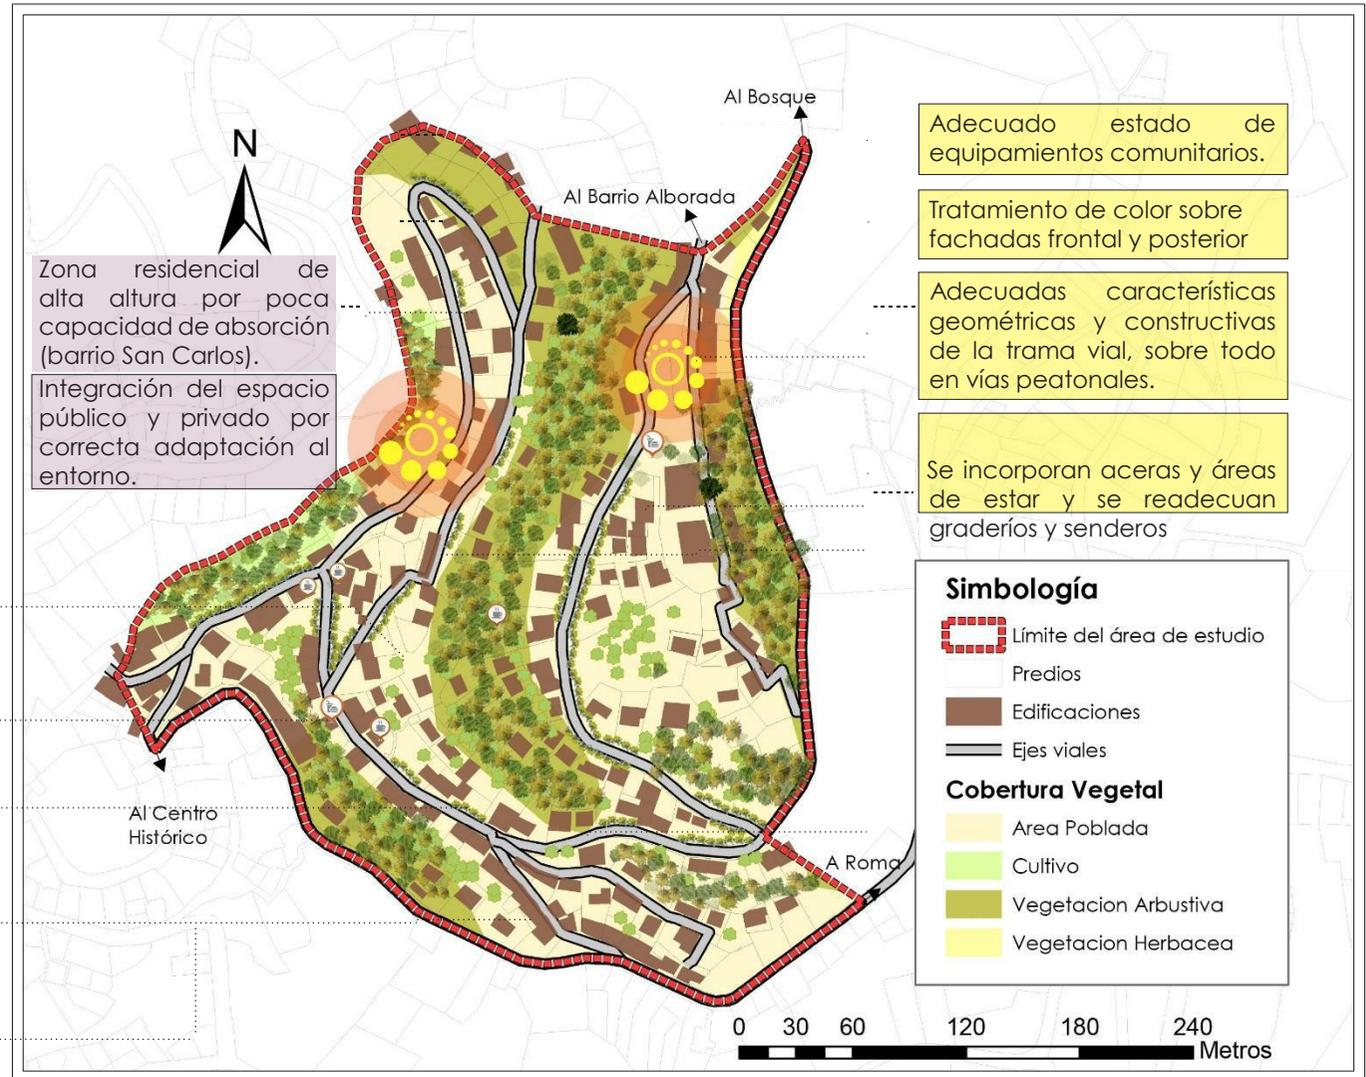 Al Bosque
Al Barrio Alborada
N
Zona residencial de
alta altura por poca
capacidad de absorción
(barrio San Carlos).
Integración del espacio
público y privado por
correcta adaptación al
entorno.
Adecuado estado de
equipamientos comunitarios.
Tratamiento de color sobre
fachadas frontal y posterior
Adecuadas características
geométricas y constructivas
de la trama vial, sobre todo
en vías peatonales.
Se incorporan aceras y áreas
de estar y se readecuan
graderíos y senderos
Al Centro
Histórico
A Roma
Simbología
Límite del área de estudio
Predios
Edificaciones
Ejes viales
Cobertura Vegetal
Area Poblada
Cultivo
Vegetacion Arbustiva
Vegetacion Herbacea
0 30 60 120 180 240
Metros